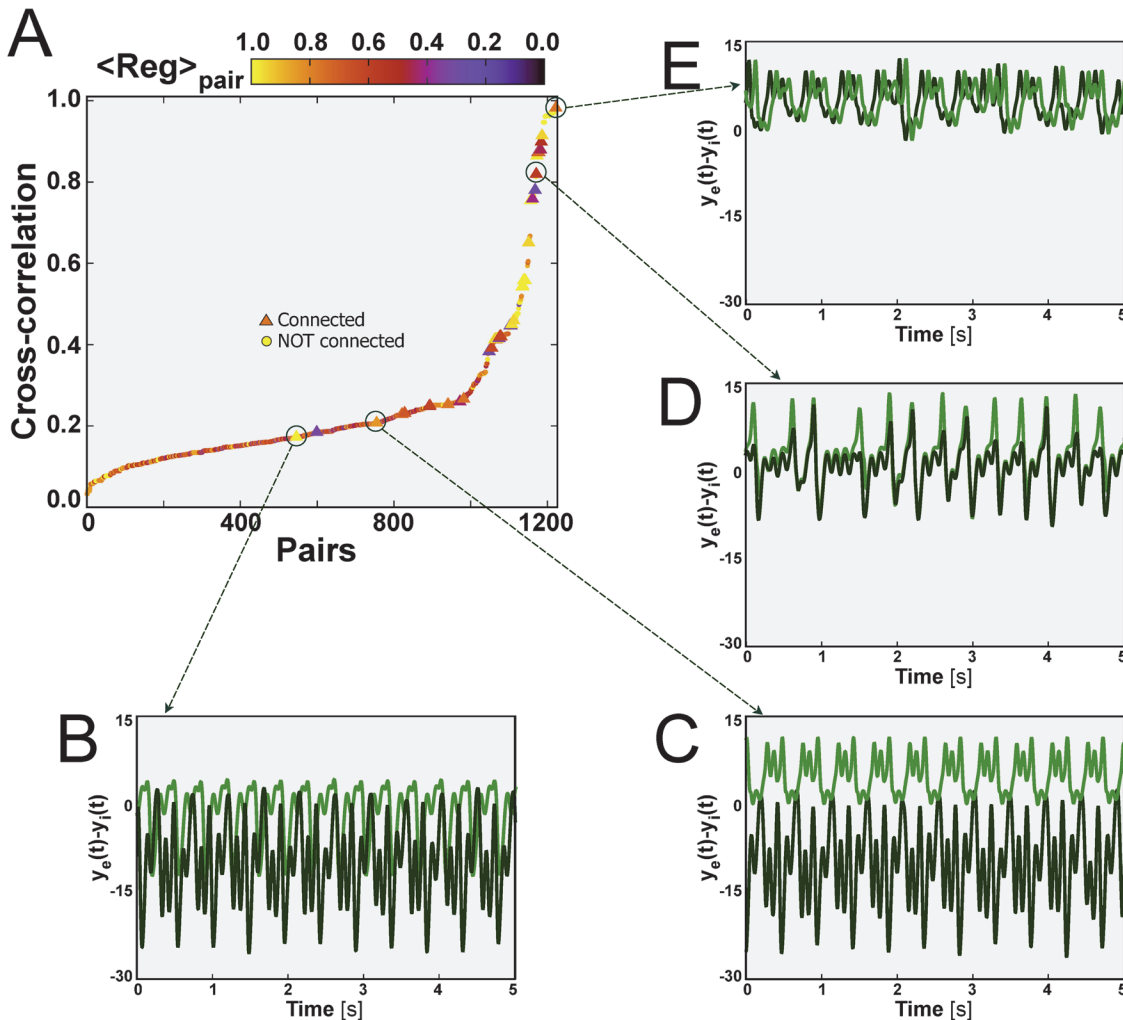 A
1.0 0.8 0.6 0.4 0.2 0.0
<Reg>pair
1.0
0.8
0.6
0.4
0.2
0.0
Cross-correlation
Connected
NOT connected
0 400 800 1200
Pairs
E
15
0
-15
-30
ye(t)-yi(t)
0 1 2 3 4 5
Time [s]
D
15
0
-15
-30
ye(t)-yi(t)
0 1 2 3 4 5
Time [s]
B
15
0
-15
-30
ye(t)-yi(t)
0 1 2 3 4 5
Time [s]
C
15
0
-15
-30
ye(t)-yi(t)
0 1 2 3 4 5
Time [s]